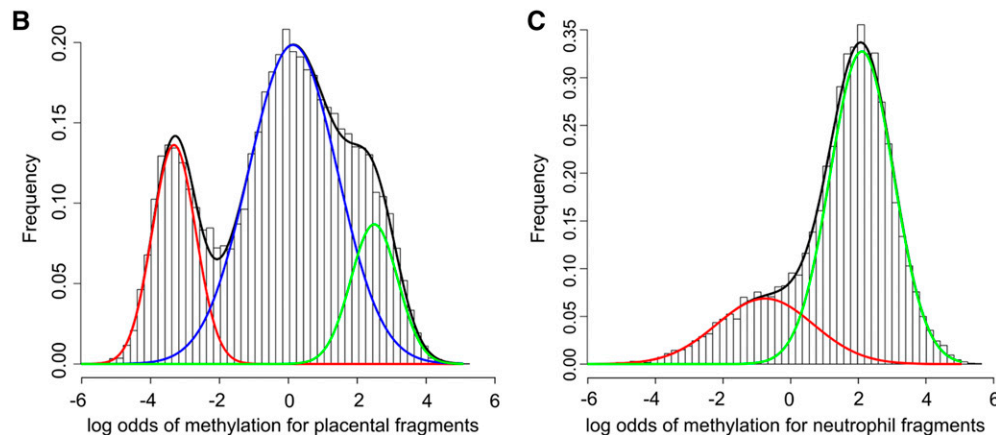 B
0.20
0.15
0.10
0.05
0.00
Frequency
-6 -4 -2 0 2 4 6
log odds of methylation for placental fragments
C
0.35
0.30
0.25
0.20
0.15
0.10
0.05
0.00
Frequency
-6 -4 -2 0 2 4 6
log odds of methylation for neutrophil fragments